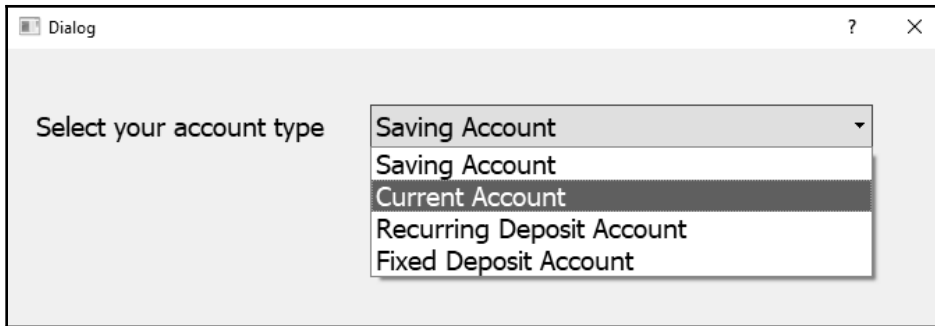 Dialog ?
Select your account type Saving Account
Saving Account
Current Account
Recurring Deposit Account
Fixed Deposit Account